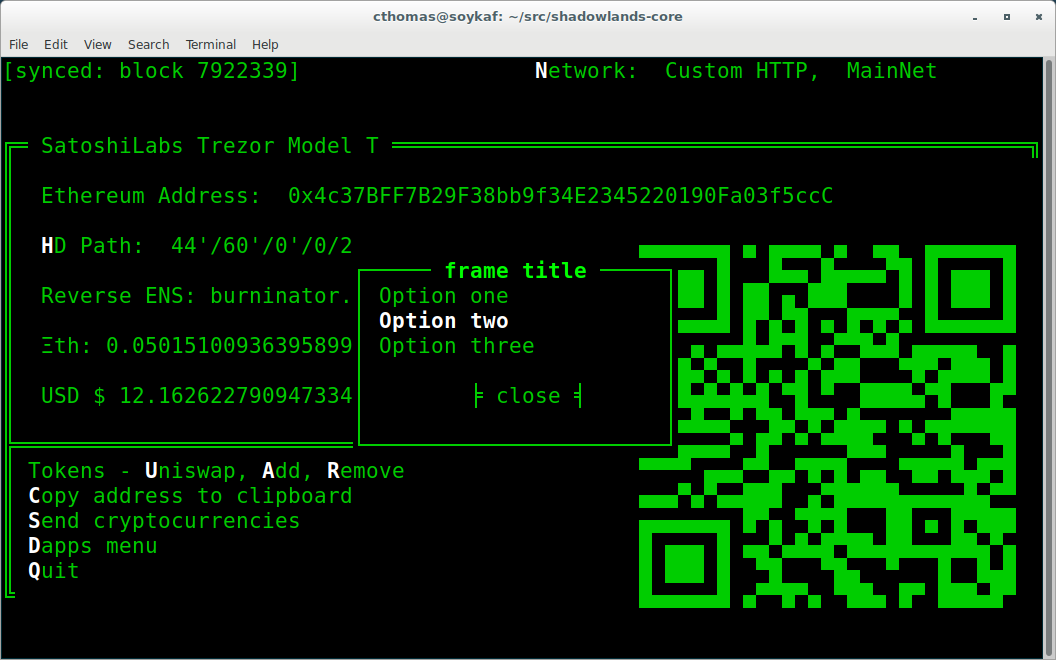 cthomas@soykaf: ~/src/shadowlands-core
File Edit View Search Terminal Help
[synced: block 7922339] Network: Custom HTTP, MainNet
SatoshiLabs Trezor Model T
Ethereum Address: 0x4c37BFF7B29F38bb9f34E2345220190Fa03f5ccC
HD Path: 44'/60'/0'/0/2
frame title
Reverse ENS: burninator.
Option one
Option two
Ξth: 0.05015100936395899
Option three
USD $ 12.162622790947334
close
Tokens - Uniswap, Add, Remove
Copy address to clipboard
Send cryptocurrencies
Dapps menu
Quit